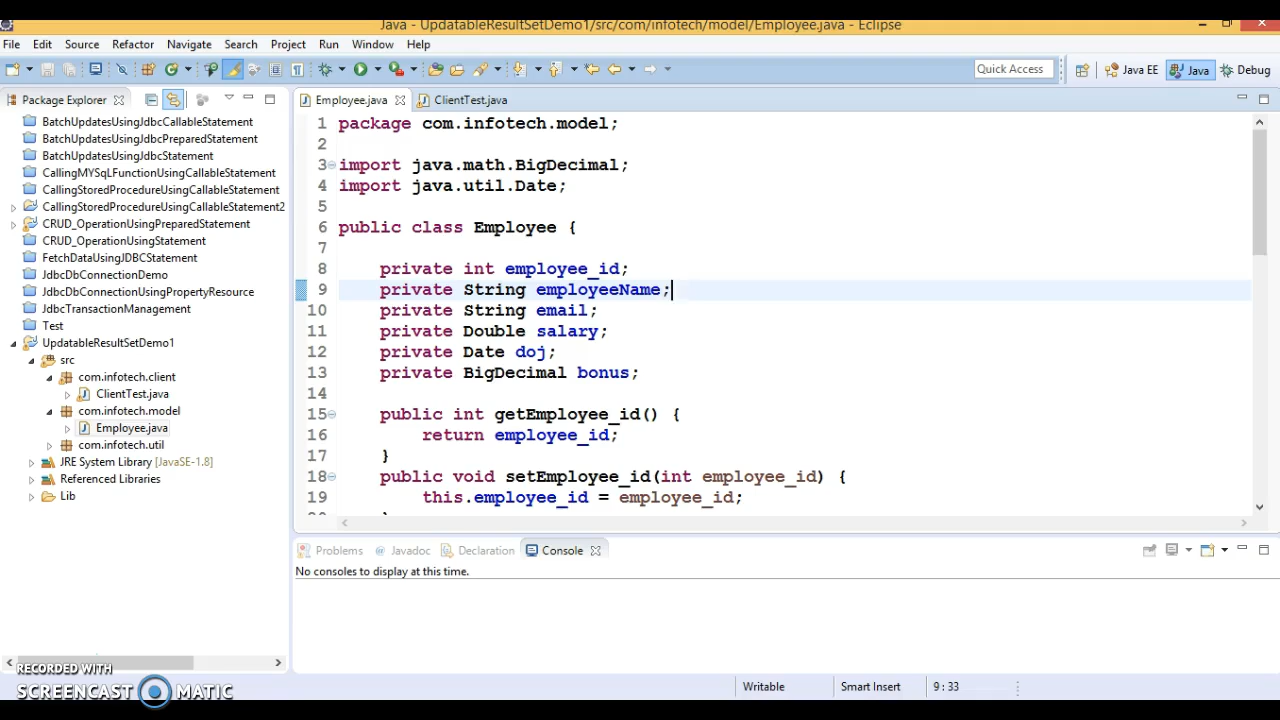 Java - UpdatableResultSetDemo1/src/com/infotech/model/Employee.java - Eclipse
File Edit Source Refactor Navigate Search Project Run Window Help
Quick Access
Java EE
Java
Debug
Package Explorer
BatchUpdatesUsingJdbcCallableStatement
BatchUpdatesUsingJdbcPreparedStatement
BatchUpdatesUsingJdbcStatement
CallingMYSqLFunctionUsingCallableStatement
CallingStoredProcedureUsingCallableStatement
CallingStoredProcedureUsingCallableStatement2
CRUD_OperationUsingPreparedStatement
CRUD_OperationUsingStatement
FetchDataUsingJDBCStatement
JdbcDbConnectionDemo
JdbcDbConnectionUsingPropertyResource
JdbcTransactionManagement
Test
UpdatableResultSetDemo1
src
com.infotech.client
ClientTest.java
com.infotech.model
Employee.java
com.infotech.util
JRE System Library [JavaSE-1.8]
Referenced Libraries
Lib
Employee.java
ClientTest.java
1 package com.infotech.model;
2
3 import java.math.BigDecimal;
4 import java.util.Date;
5
6 public class Employee {
7
8 private int employee_id;
9 private String employeeName;
10 private String email;
11 private Double salary;
12 private Date doj;
13 private BigDecimal bonus;
14
15 public int getEmployee_id() {
16 return employee_id;
17 }
18 public void setEmployee_id(int employee_id) {
19 this.employee_id = employee_id;
Problems @ Javadoc Declaration Console
No consoles to display at this time.
Writable
Smart Insert
9 : 33
RECORDED WITH
SCREENCAST MATIC